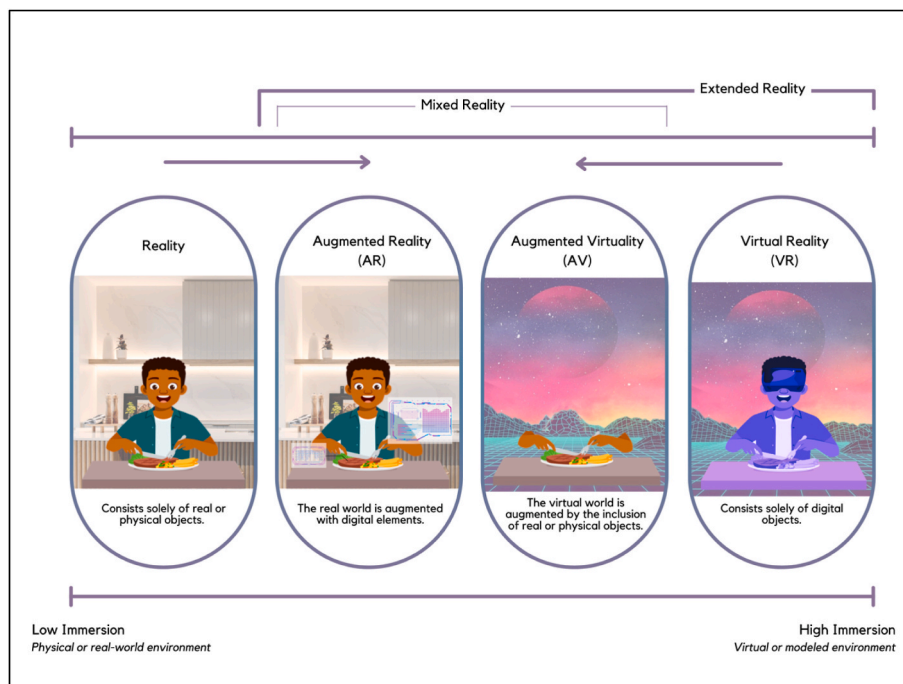 Extended Reality
Mixed Reality
Reality
Augmented Reality
(AR)
Augmented Virtuality
(AV)
Virtual Reality
(VR)
Consists solely of real or
physical objects.
The real world is augmented
with digital elements.
The virtual world is
augmented by the inclusion
of real or physical objects.
Consists solely of digital
objects.
Low Immersion
Physical or real-world environment
High Immersion
Virtual or modeled environment